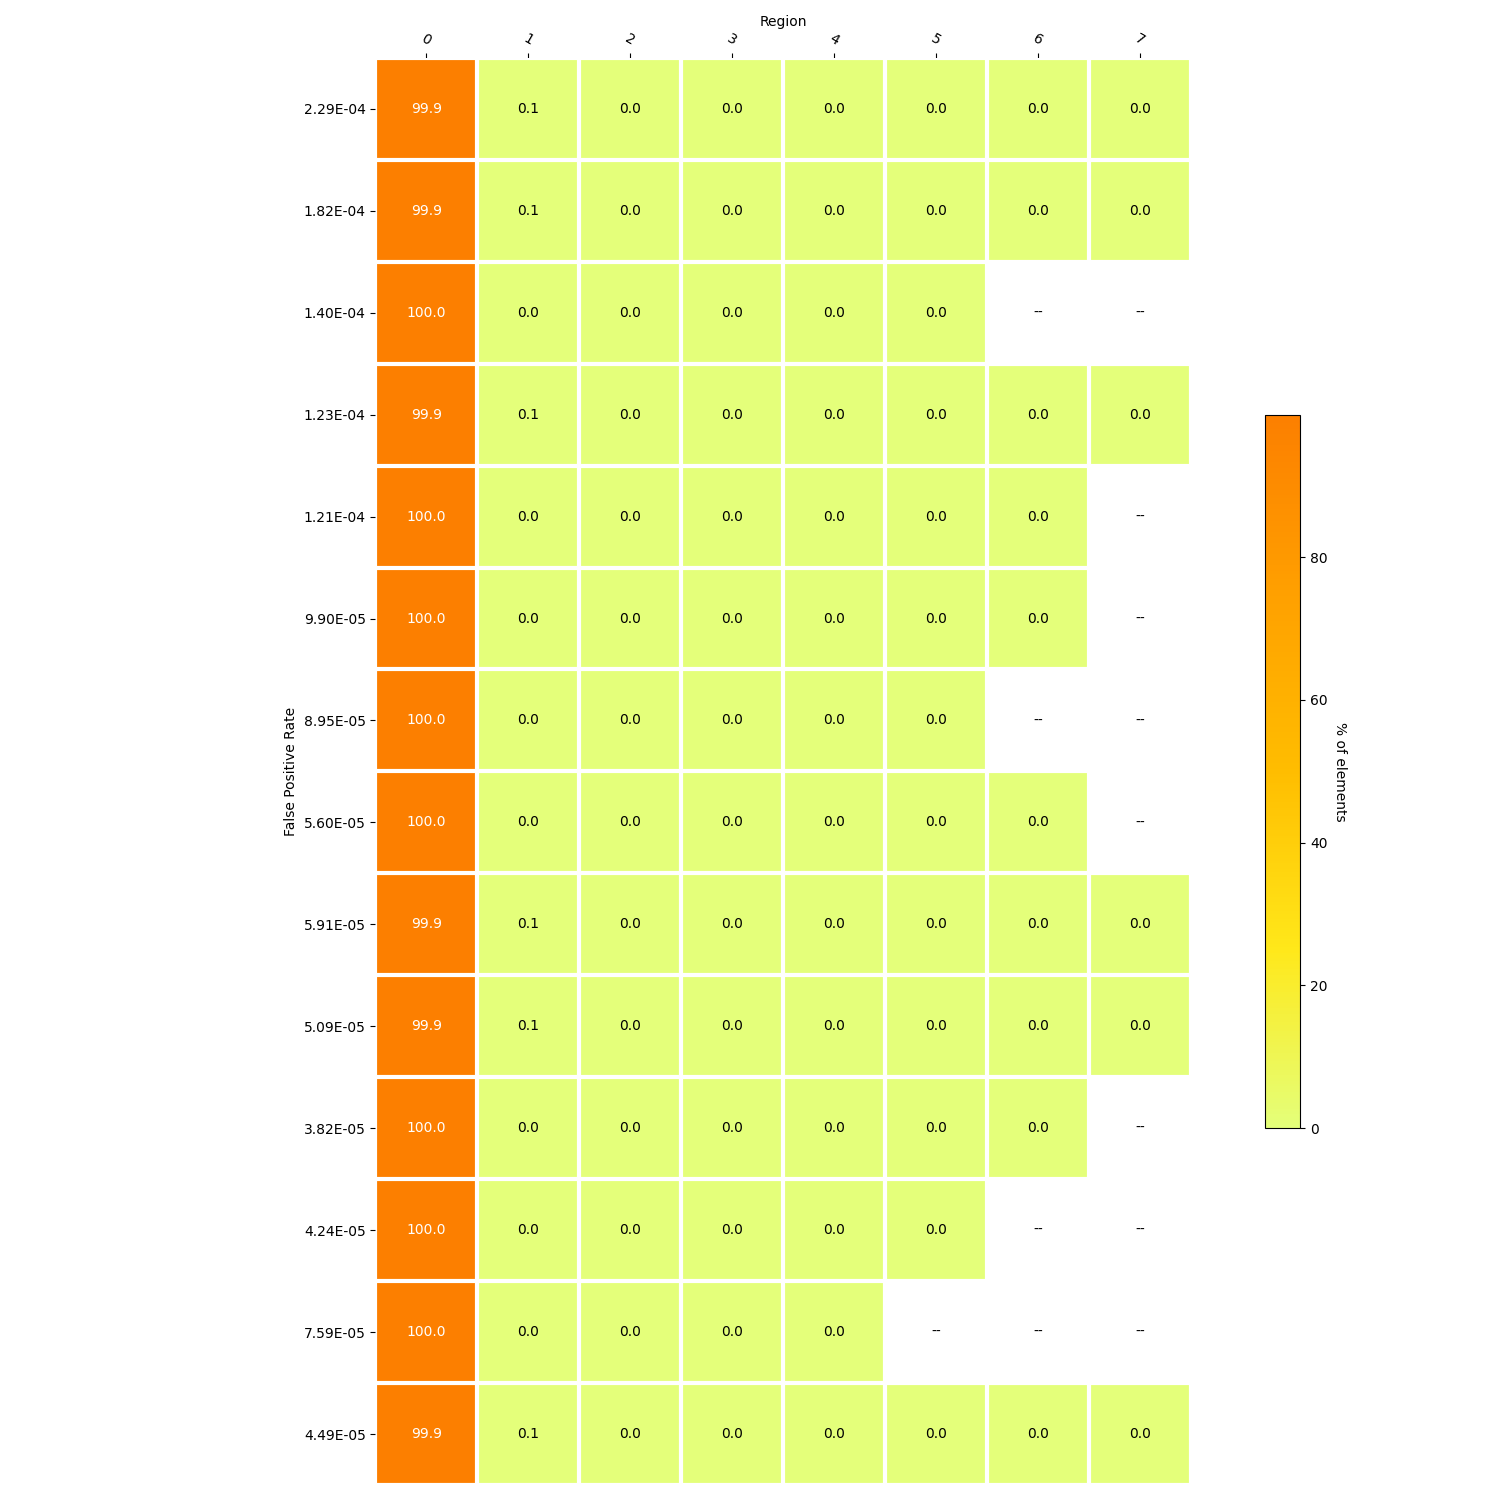 Region
0 1 2 3 4 5 6 7
2.29E-04 99.9 0.1 0.0 0.0 0.0 0.0 0.0 0.0
1.82E-04 99.9 0.1 0.0 0.0 0.0 0.0 0.0 0.0
1.40E-04 100.0 0.0 0.0 0.0 0.0 0.0 -- --
1.23E-04 99.9 0.1 0.0 0.0 0.0 0.0 0.0 0.0
1.21E-04 100.0 0.0 0.0 0.0 0.0 0.0 0.0 --
9.90E-05 100.0 0.0 0.0 0.0 0.0 0.0 0.0 --
8.95E-05 100.0 0.0 0.0 0.0 0.0 0.0 -- --
5.60E-05 100.0 0.0 0.0 0.0 0.0 0.0 0.0 --
5.91E-05 99.9 0.1 0.0 0.0 0.0 0.0 0.0 0.0
5.09E-05 99.9 0.1 0.0 0.0 0.0 0.0 0.0 0.0
3.82E-05 100.0 0.0 0.0 0.0 0.0 0.0 0.0 --
4.24E-05 100.0 0.0 0.0 0.0 0.0 0.0 -- --
7.59E-05 100.0 0.0 0.0 0.0 0.0 -- -- --
4.49E-05 99.9 0.1 0.0 0.0 0.0 0.0 0.0 0.0
False Positive Rate
80
60
40
20
0
% of elements